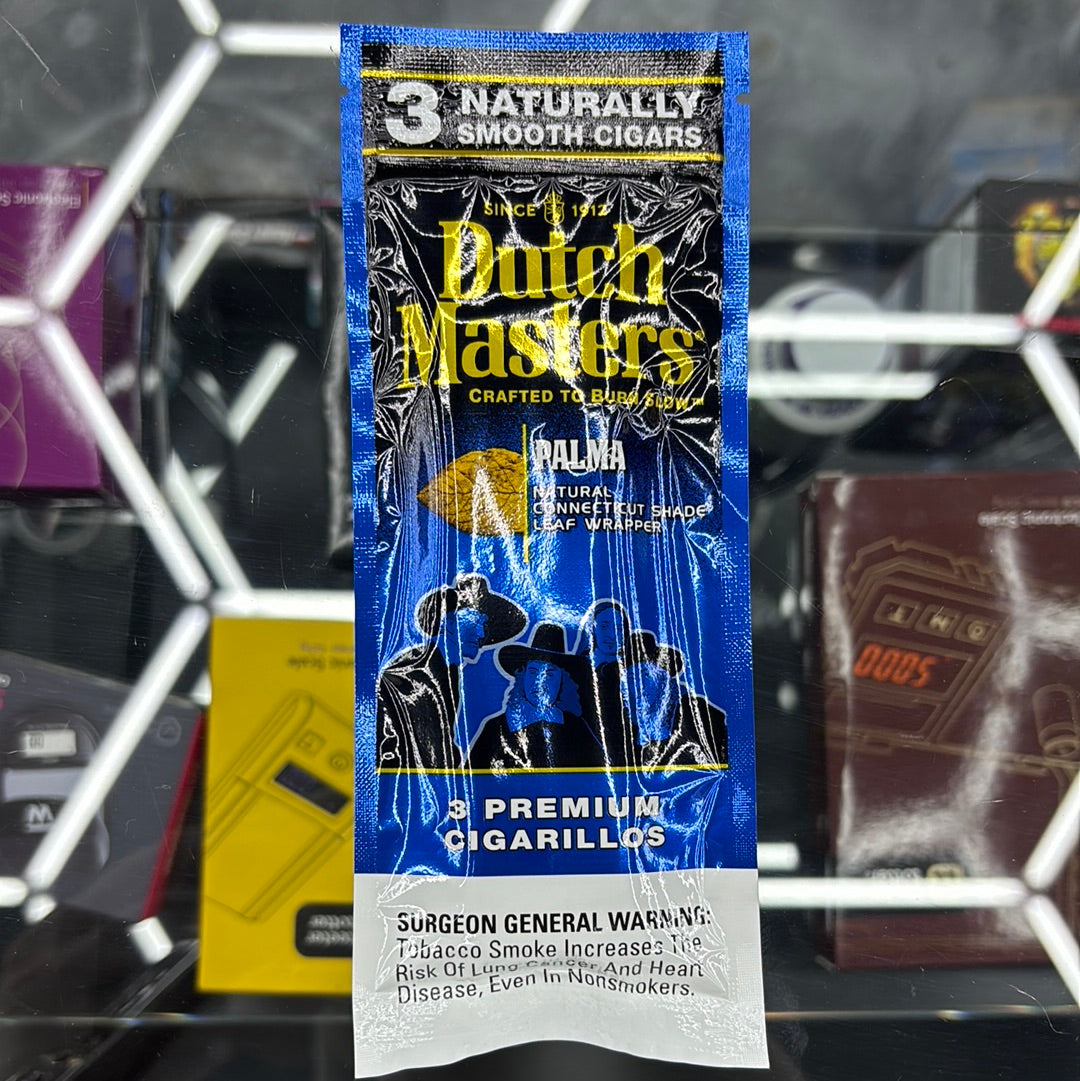 3 NATURALLY
SMOOTH CIGARS
SINCE 1912
Dutch
Masters
CRAFTED TO BURN SLOW™
PALMA
NATURAL
CONNECTICUT SHADE
LEAF WRAPPER
3 PREMIUM
CIGARILLOS
SURGEON GENERAL WARNING:
Tobacco Smoke Increases The
Risk Of Lung Cancer And Heart
Disease, Even In Nonsmokers.